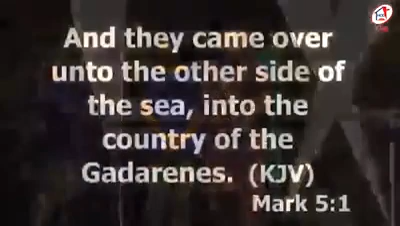 And they came over
unto the other side of
the sea, into the
country of the
Gadarenes. (KJV)
Mark 5:1